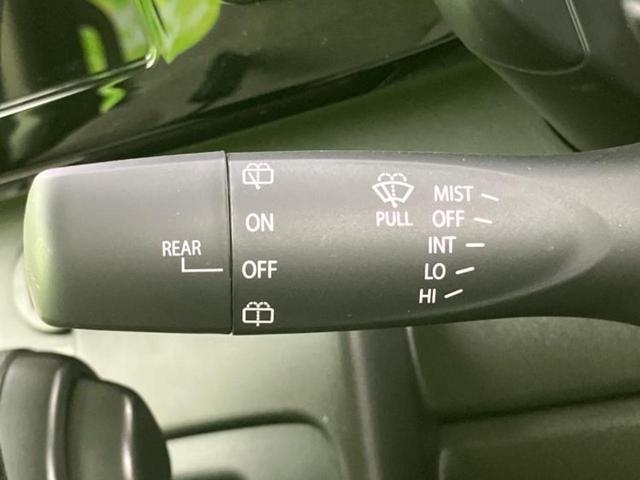 REAR
ON
OFF
PULL
MIST
OFF
INT
LO
HI